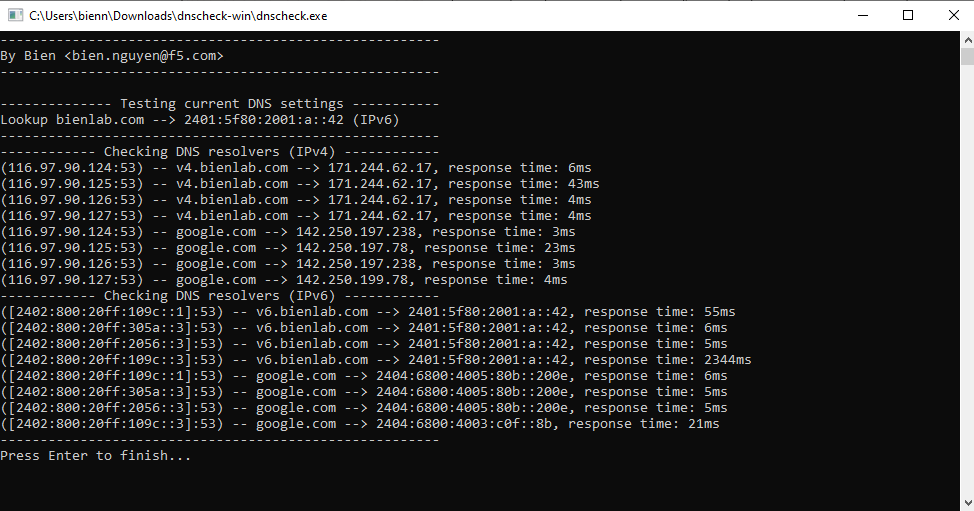 C:\Users\bienn\Downloads\dnscheck-win\dnscheck.exe
-------------------------------------------------------
By Bien <bien.nguyen@f5.com>
-------------------------------------------------------
-------------- Testing current DNS settings -----------
Lookup bienlab.com --> 2401:5f80:2001:a::42 (IPv6)
-------------------------------------------------------
------------ Checking DNS resolvers (IPv4) ------------
(116.97.90.124:53) -- v4.bienlab.com --> 171.244.62.17, response time: 6ms
(116.97.90.125:53) -- v4.bienlab.com --> 171.244.62.17, response time: 43ms
(116.97.90.126:53) -- v4.bienlab.com --> 171.244.62.17, response time: 4ms
(116.97.90.127:53) -- v4.bienlab.com --> 171.244.62.17, response time: 4ms
(116.97.90.124:53) -- google.com --> 142.250.197.238, response time: 3ms
(116.97.90.125:53) -- google.com --> 142.250.197.78, response time: 23ms
(116.97.90.126:53) -- google.com --> 142.250.197.238, response time: 3ms
(116.97.90.127:53) -- google.com --> 142.250.199.78, response time: 4ms
------------ Checking DNS resolvers (IPv6) ------------
([2402:800:20ff:109c::1]:53) -- v6.bienlab.com --> 2401:5f80:2001:a::42, response time: 55ms
([2402:800:20ff:305a::3]:53) -- v6.bienlab.com --> 2401:5f80:2001:a::42, response time: 6ms
([2402:800:20ff:2056::3]:53) -- v6.bienlab.com --> 2401:5f80:2001:a::42, response time: 5ms
([2402:800:20ff:109c::3]:53) -- v6.bienlab.com --> 2401:5f80:2001:a::42, response time: 2344ms
([2402:800:20ff:109c::1]:53) -- google.com --> 2404:6800:4005:80b::200e, response time: 6ms
([2402:800:20ff:305a::3]:53) -- google.com --> 2404:6800:4005:80b::200e, response time: 5ms
([2402:800:20ff:2056::3]:53) -- google.com --> 2404:6800:4005:80b::200e, response time: 5ms
([2402:800:20ff:109c::3]:53) -- google.com --> 2404:6800:4003:c0f::8b, response time: 21ms
-------------------------------------------------------
Press Enter to finish...